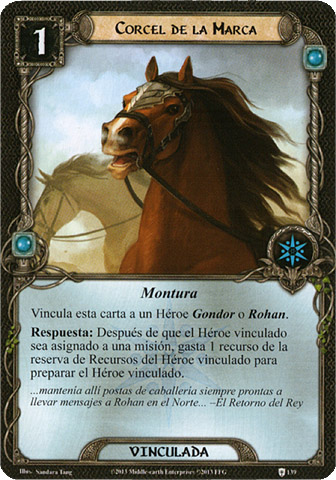 1
Corcel de la Marca
Montura
Vincula esta carta a un Héroe Gondor o Rohan.
Respuesta: Después de que el Héroe vinculado
sea asignado a una misión, gasta 1 recurso de la
reserva de Recursos del Héroe vinculado para
preparar el Héroe vinculado.
...mantenía allí postas de caballería siempre prontas a
llevar mensajes a Rohan en el Norte... –El Retorno del Rey
Illus. Sandara Tang
VINCULADA
©2013 Middle-earth Enterprises ©2013 FFG
139